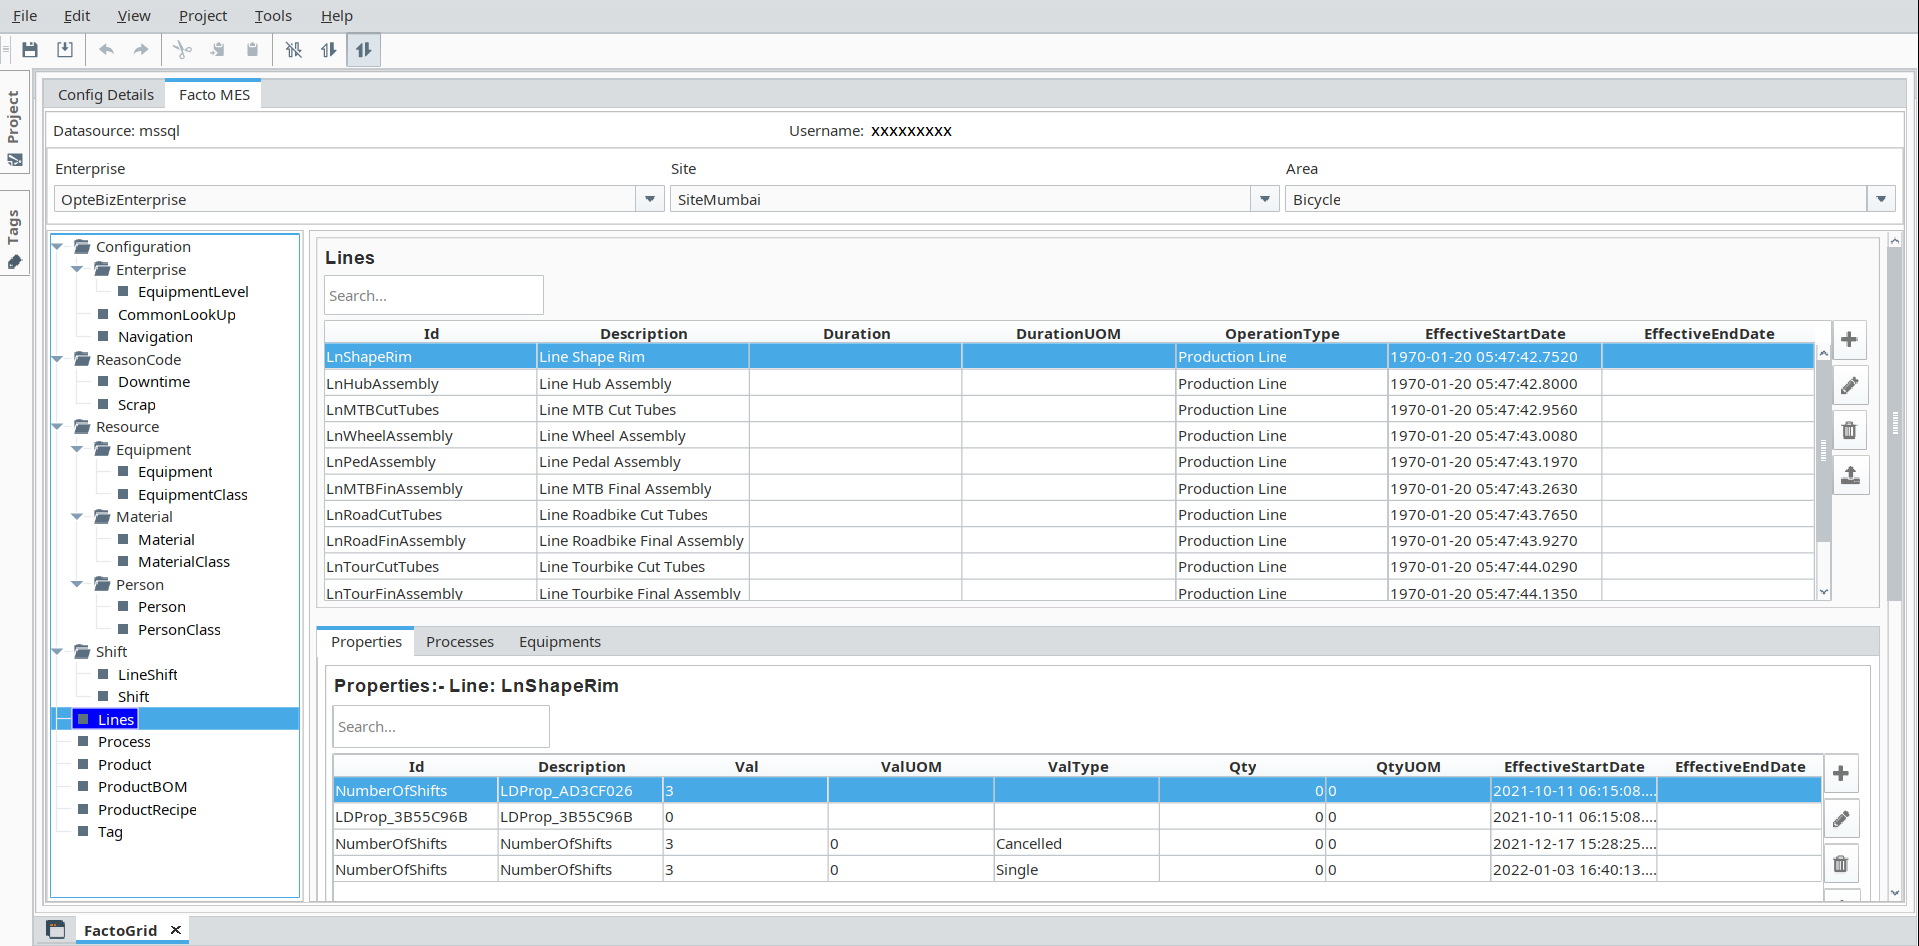 File Edit View Project Tools Help
Project
Tags
Config Details Facto MES
Datasource: mssql Username: xxxxxxxxx
Enterprise Site Area
OpteBizEnterprise SiteMumbai Bicycle
Configuration
Enterprise
EquipmentLevel
CommonLookUp
Navigation
ReasonCode
Downtime
Scrap
Resource
Equipment
Equipment
EquipmentClass
Material
Material
MaterialClass
Person
Person
PersonClass
Shift
LineShift
Shift
Lines
Process
Product
ProductBOM
ProductRecipe
Tag
Lines
Search...
Id Description Duration DurationUOM OperationType EffectiveStartDate EffectiveEndDate
LnShapeRim Line Shape Rim Production Line 1970-01-20 05:47:42.7520
LnHubAssembly Line Hub Assembly Production Line 1970-01-20 05:47:42.8000
LnMTBCutTubes Line MTB Cut Tubes Production Line 1970-01-20 05:47:42.9560
LnWheelAssembly Line Wheel Assembly Production Line 1970-01-20 05:47:43.0080
LnPedAssembly Line Pedal Assembly Production Line 1970-01-20 05:47:43.1970
LnMTBFinAssembly Line MTB Final Assembly Production Line 1970-01-20 05:47:43.2630
LnRoadCutTubes Line Roadbike Cut Tubes Production Line 1970-01-20 05:47:43.7650
LnRoadFinAssembly Line Roadbike Final Assembly Production Line 1970-01-20 05:47:43.9270
LnTourCutTubes Line Tourbike Cut Tubes Production Line 1970-01-20 05:47:44.0290
LnTourFinAssembly Line Tourbike Final Assembly Production Line 1970-01-20 05:47:44.1350
Properties Processes Equipments
Properties:- Line: LnShapeRim
Search...
Id Description Val ValUOM ValType Qty QtyUOM EffectiveStartDate EffectiveEndDate
NumberOfShifts LDProp_AD3CF026 3 0 0 2021-10-11 06:15:08....
LDProp_3B55C96B LDProp_3B55C96B 0 0 0 2021-10-11 06:15:08....
NumberOfShifts NumberOfShifts 3 0 Cancelled 0 0 2021-12-17 15:28:25....
NumberOfShifts NumberOfShifts 3 0 Single 0 0 2022-01-03 16:40:13....
FactoGrid